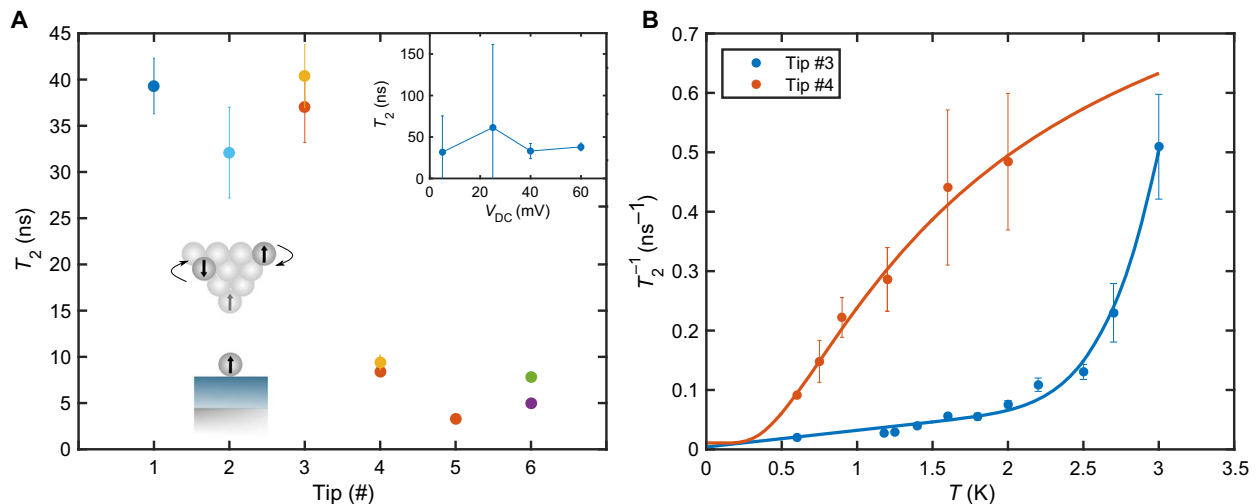 A
45
40
35
30
25
20
15
10
5
0
T₂ (ns)
1 2 3 4 5 6
Tip (#)
150
100
50
0
T₂ (ns)
0 20 40 60
V_DC (mV)
B
0.7
0.6
0.5
0.4
0.3
0.2
0.1
0
T₂⁻¹ (ns⁻¹)
Tip #3
Tip #4
0 0.5 1 1.5 2 2.5 3 3.5
T (K)